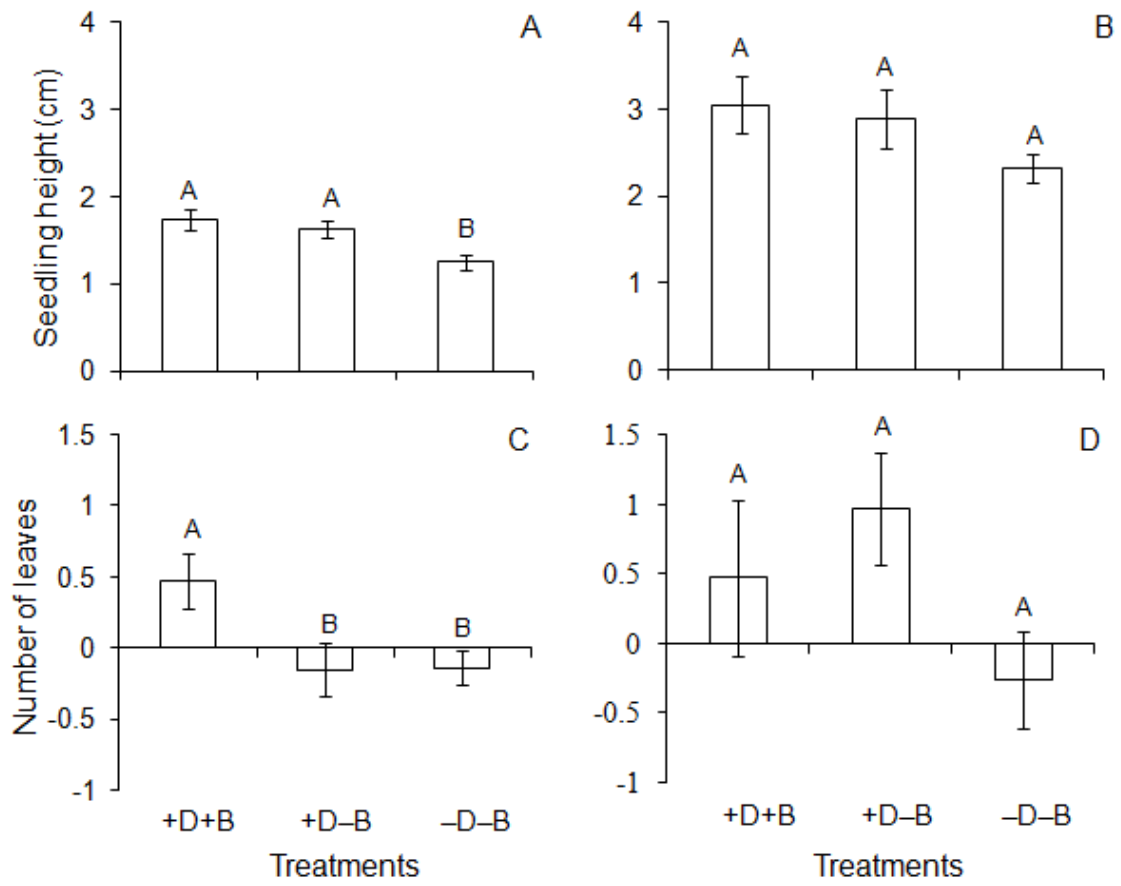 A
Seedling height (cm)
4
3
2
1
0
A
A
B
B
4
3
2
1
0
A
A
A
C
Number of leaves
1.5
1
0.5
0
-0.5
-1
A
B
B
+D+B
+D–B
–D–B
Treatments
D
1.5
1
0.5
0
-0.5
-1
A
A
A
+D+B
+D–B
–D–B
Treatments